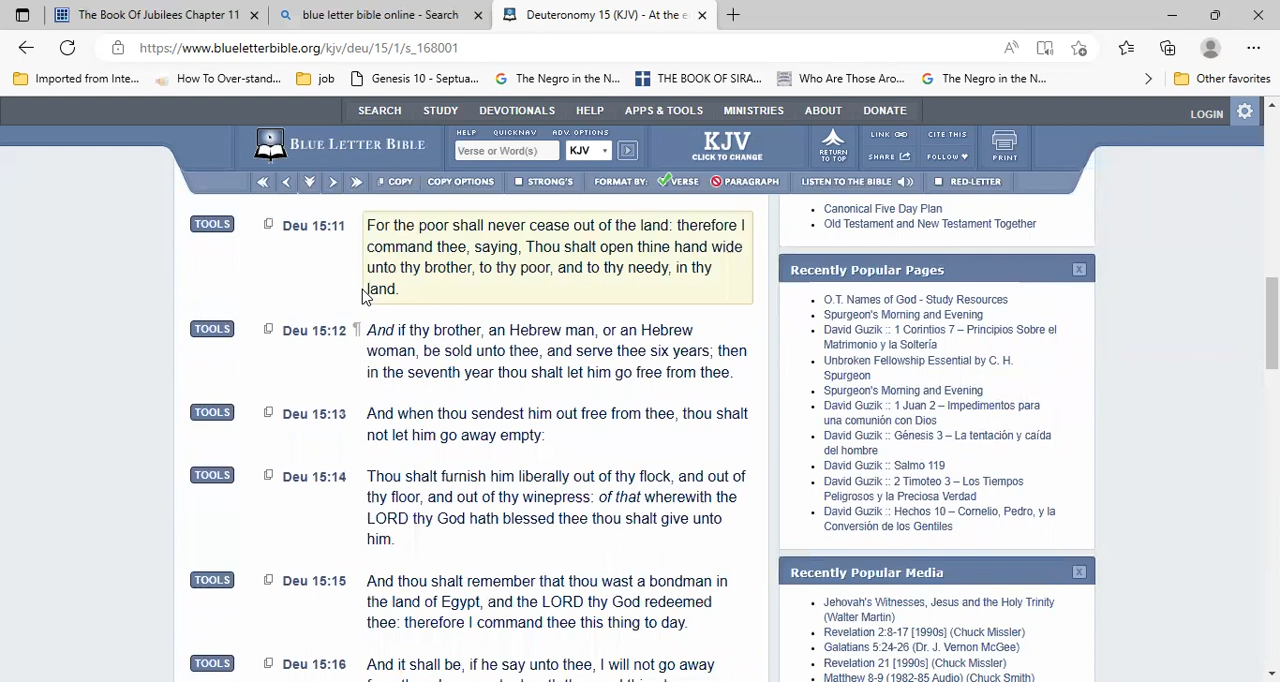 The Book Of Jubilees Chapter 11
blue letter bible online - Search
Deuteronomy 15 (KJV) - At the e
https://www.blueletterbible.org/kjv/deu/15/1/s_168001
Imported from Inte...
How To Over-stand...
job
Genesis 10 - Septua...
The Negro in the N...
THE BOOK OF SIRA...
Who Are Those Aro...
The Negro in the N...
Other favorites
SEARCH STUDY DEVOTIONALS HELP APPS & TOOLS MINISTRIES ABOUT DONATE
LOGIN
BLUE LETTER BIBLE
HELP QUICKNAV ADV. OPTIONS
Verse or Word(s)
KJV
KJV
CLICK TO CHANGE
RETURN
TO TOP
LINK
CITE THIS
SHARE
FOLLOW
PRINT
COPY COPY OPTIONS STRONG'S FORMAT BY: VERSE PARAGRAPH LISTEN TO THE BIBLE RED-LETTER
TOOLS Deu 15:11 For the poor shall never cease out of the land: therefore I
command thee, saying, Thou shalt open thine hand wide
unto thy brother, to thy poor, and to thy needy, in thy
land.
TOOLS Deu 15:12 ¶ And if thy brother, an Hebrew man, or an Hebrew
woman, be sold unto thee, and serve thee six years; then
in the seventh year thou shalt let him go free from thee.
TOOLS Deu 15:13 And when thou sendest him out free from thee, thou shalt
not let him go away empty:
TOOLS Deu 15:14 Thou shalt furnish him liberally out of thy flock, and out of
thy floor, and out of thy winepress: of that wherewith the
LORD thy God hath blessed thee thou shalt give unto
him.
TOOLS Deu 15:15 And thou shalt remember that thou wast a bondman in
the land of Egypt, and the LORD thy God redeemed
thee: therefore I command thee this thing to day.
TOOLS Deu 15:16 And it shall be, if he say unto thee, I will not go away
Canonical Five Day Plan
Old Testament and New Testament Together
Recently Popular Pages
O.T. Names of God - Study Resources
Spurgeon's Morning and Evening
David Guzik :: 1 Corintios 7 – Principios Sobre el
Matrimonio y la Soltería
Unbroken Fellowship Essential by C. H.
Spurgeon
Spurgeon's Morning and Evening
David Guzik :: 1 Juan 2 – Impedimentos para
una comunión con Dios
David Guzik :: Génesis 3 – La tentación y caída
del hombre
David Guzik :: Salmo 119
David Guzik :: 2 Timoteo 3 – Los Tiempos
Peligrosos y la Preciosa Verdad
David Guzik :: Hechos 10 – Cornelio, Pedro, y la
Conversión de los Gentiles
Recently Popular Media
Jehovah's Witnesses, Jesus and the Holy Trinity
(Walter Martin)
Revelation 2:8-17 [1990s] (Chuck Missler)
Galatians 5:24-26 (Dr. J. Vernon McGee)
Revelation 21 [1990s] (Chuck Missler)
Matthew 8-9 (1982-85 Audio) (Chuck Smith)